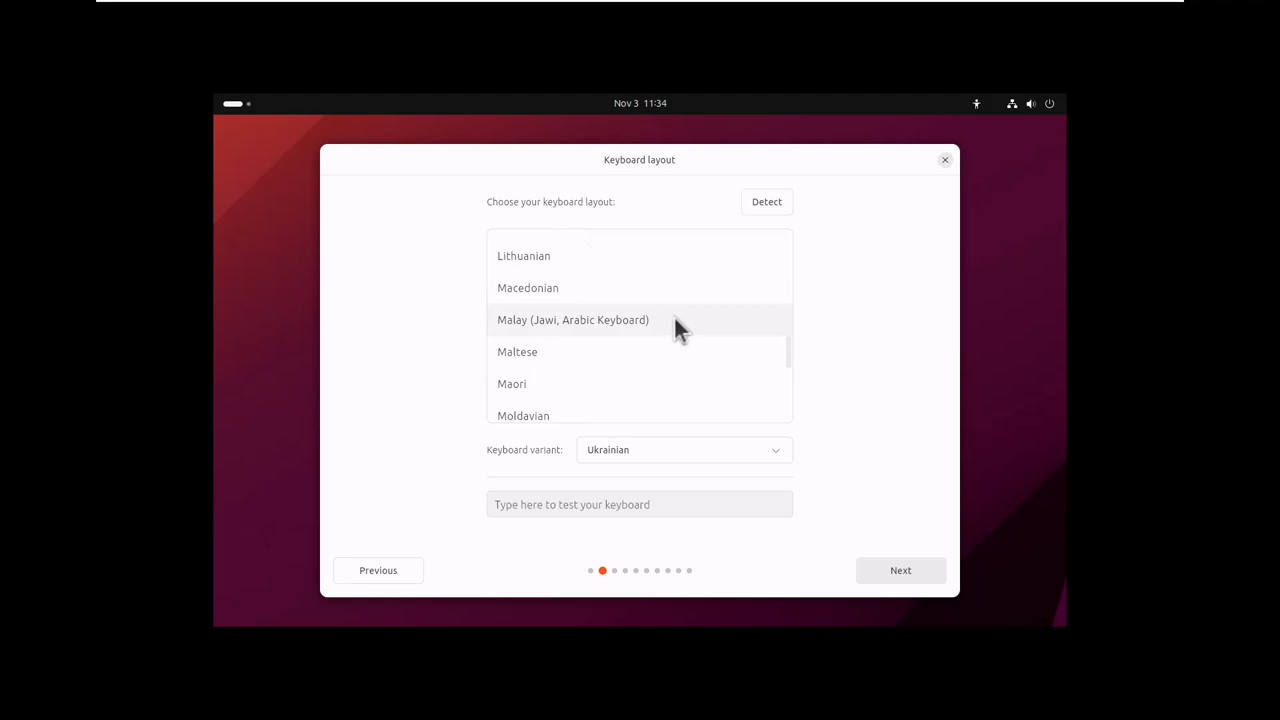 Nov 3 11:34
Keyboard layout
Choose your keyboard layout:
Detect
Lithuanian
Macedonian
Malay (Jawi, Arabic Keyboard)
Maltese
Maori
Moldavian
Keyboard variant:
Ukrainian
Type here to test your keyboard
Previous
Next